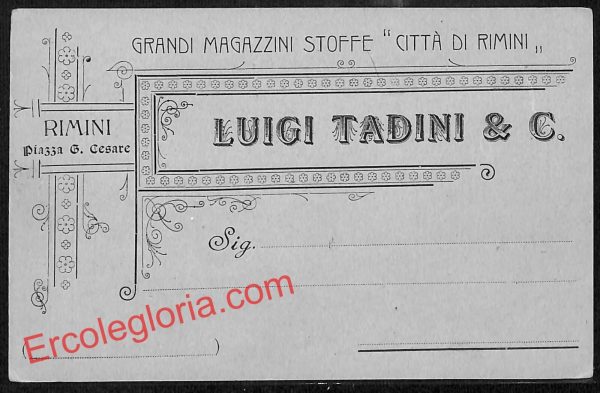 GRANDI MAGAZZINI STOFFE "CITTÀ DI RIMINI„
RIMINI
Piazza G. Cesare
LUIGI TADINI & C.
Sig.
Ercolegloria.com
( )